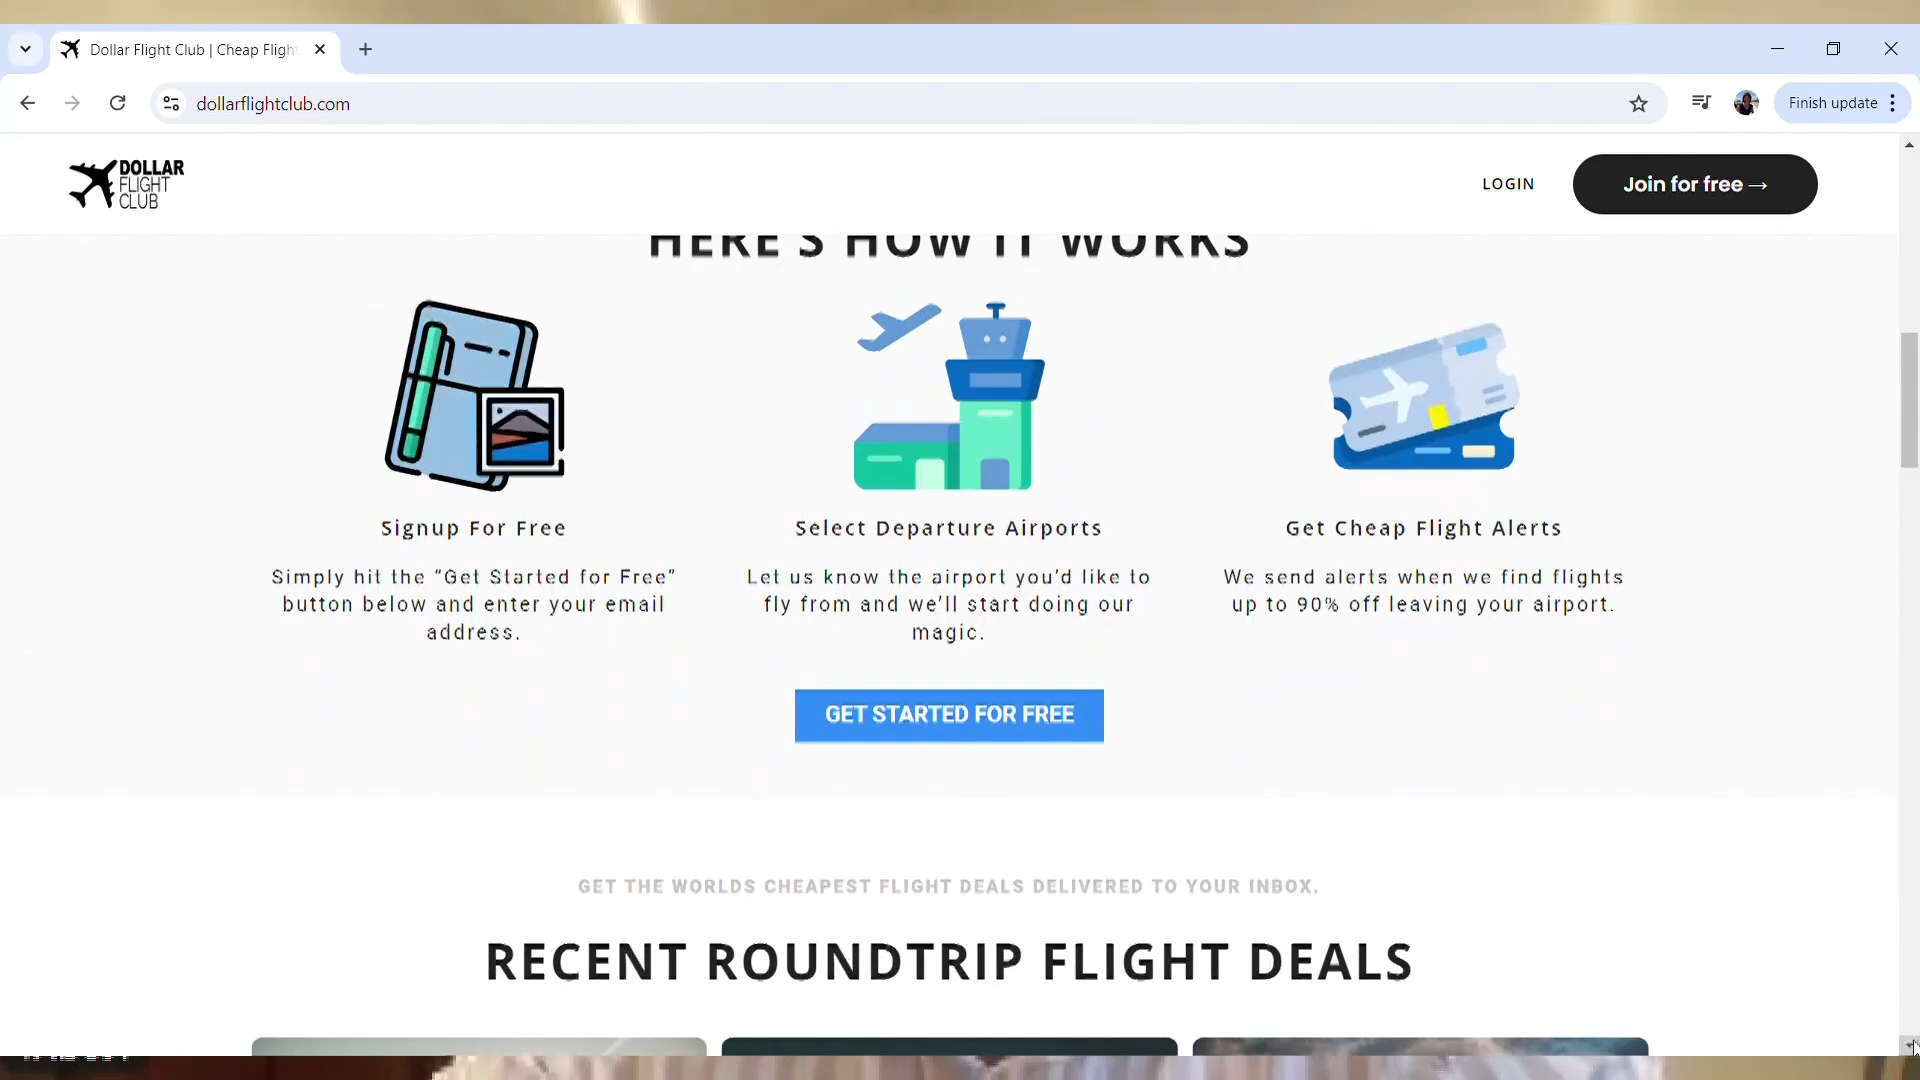 Dollar Flight Club | Cheap Fligh
dollarflightclub.com
Finish update
DOLLAR
FLIGHT
CLUB
LOGIN
Join for free →
HERE'S HOW IT WORKS
Signup For Free
Simply hit the “Get Started for Free”
button below and enter your email
address.
Select Departure Airports
Let us know the airport you’d like to
fly from and we’ll start doing our
magic.
Get Cheap Flight Alerts
We send alerts when we find flights
up to 90% off leaving your airport.
GET STARTED FOR FREE
GET THE WORLDS CHEAPEST FLIGHT DEALS DELIVERED TO YOUR INBOX.
RECENT ROUNDTRIP FLIGHT DEALS